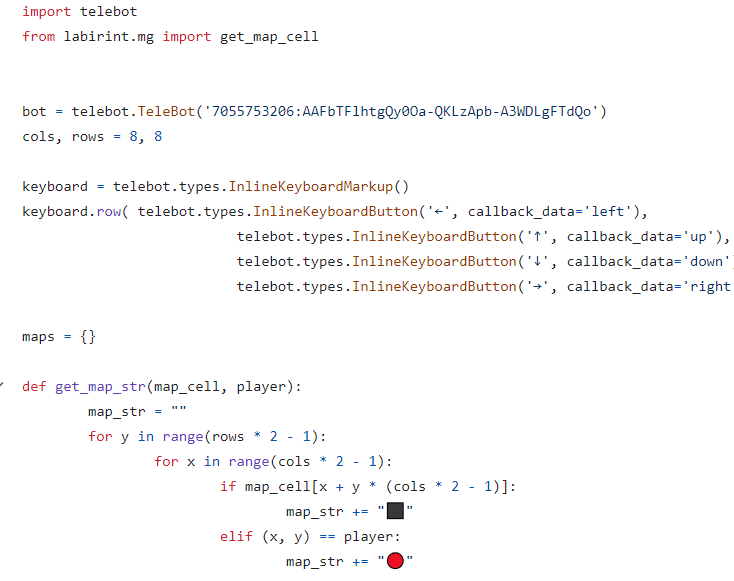 import telebot
from labirint.mg import get_map_cell
bot = telebot.TeleBot('7055753206:AAFbTFlhtgQy0Oa-QKLzApb-A3WDLgFTdQo')
cols, rows = 8, 8
keyboard = telebot.types.InlineKeyboardMarkup()
keyboard.row( telebot.types.InlineKeyboardButton('←', callback_data='left'),
telebot.types.InlineKeyboardButton('↑', callback_data='up'),
telebot.types.InlineKeyboardButton('↓', callback_data='down'
telebot.types.InlineKeyboardButton('→', callback_data='right
maps = {}
def get_map_str(map_cell, player):
map_str = ""
for y in range(rows * 2 - 1):
for x in range(cols * 2 - 1):
if map_cell[x + y * (cols * 2 - 1)]:
map_str += "⬛"
elif (x, y) == player:
map_str += "🔴"